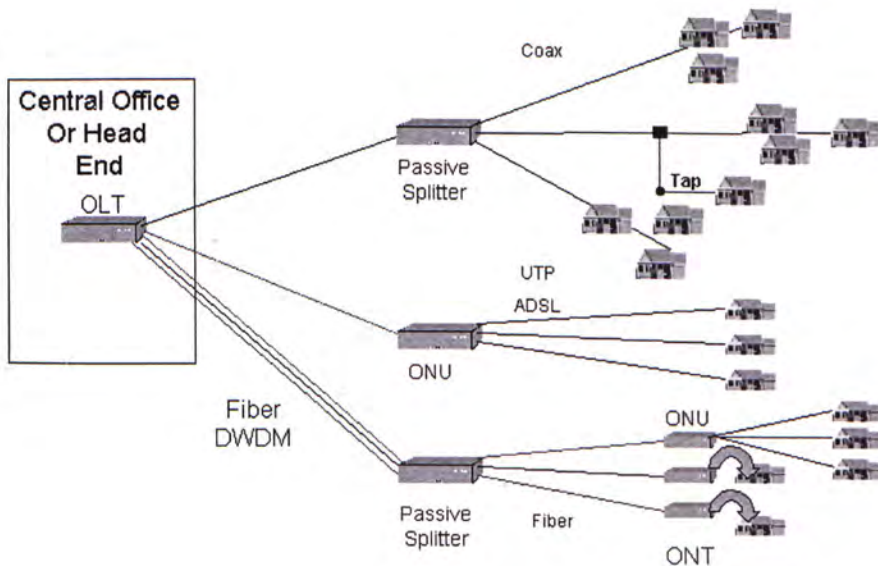 Central Office
Or Head
End
OLT
Coax
Passive
Splitter
Tap
UTP
ADSL
ONU
Fiber
DWDM
ONU
Passive
Splitter
Fiber
ONT